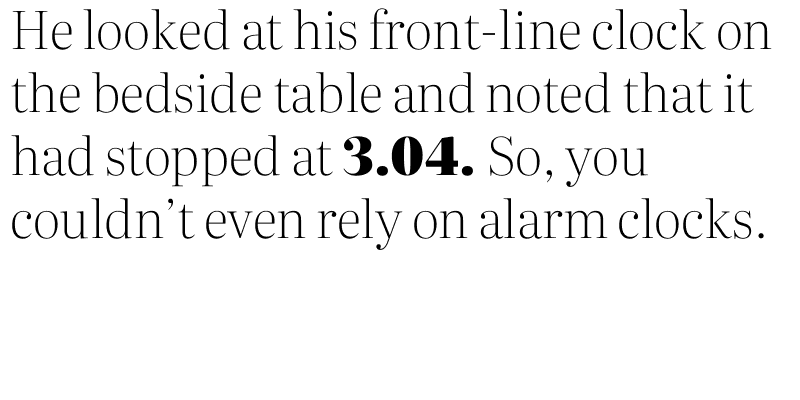 He looked at his front-line clock on
the bedside table and noted that it
had stopped at 3.04. So, you
couldn’t even rely on alarm clocks.